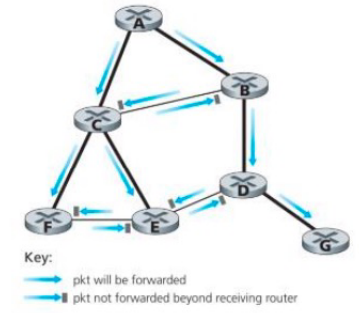 A
B
C
D
F
E
G
Key:
pkt will be forwarded
pkt not forwarded beyond receiving router